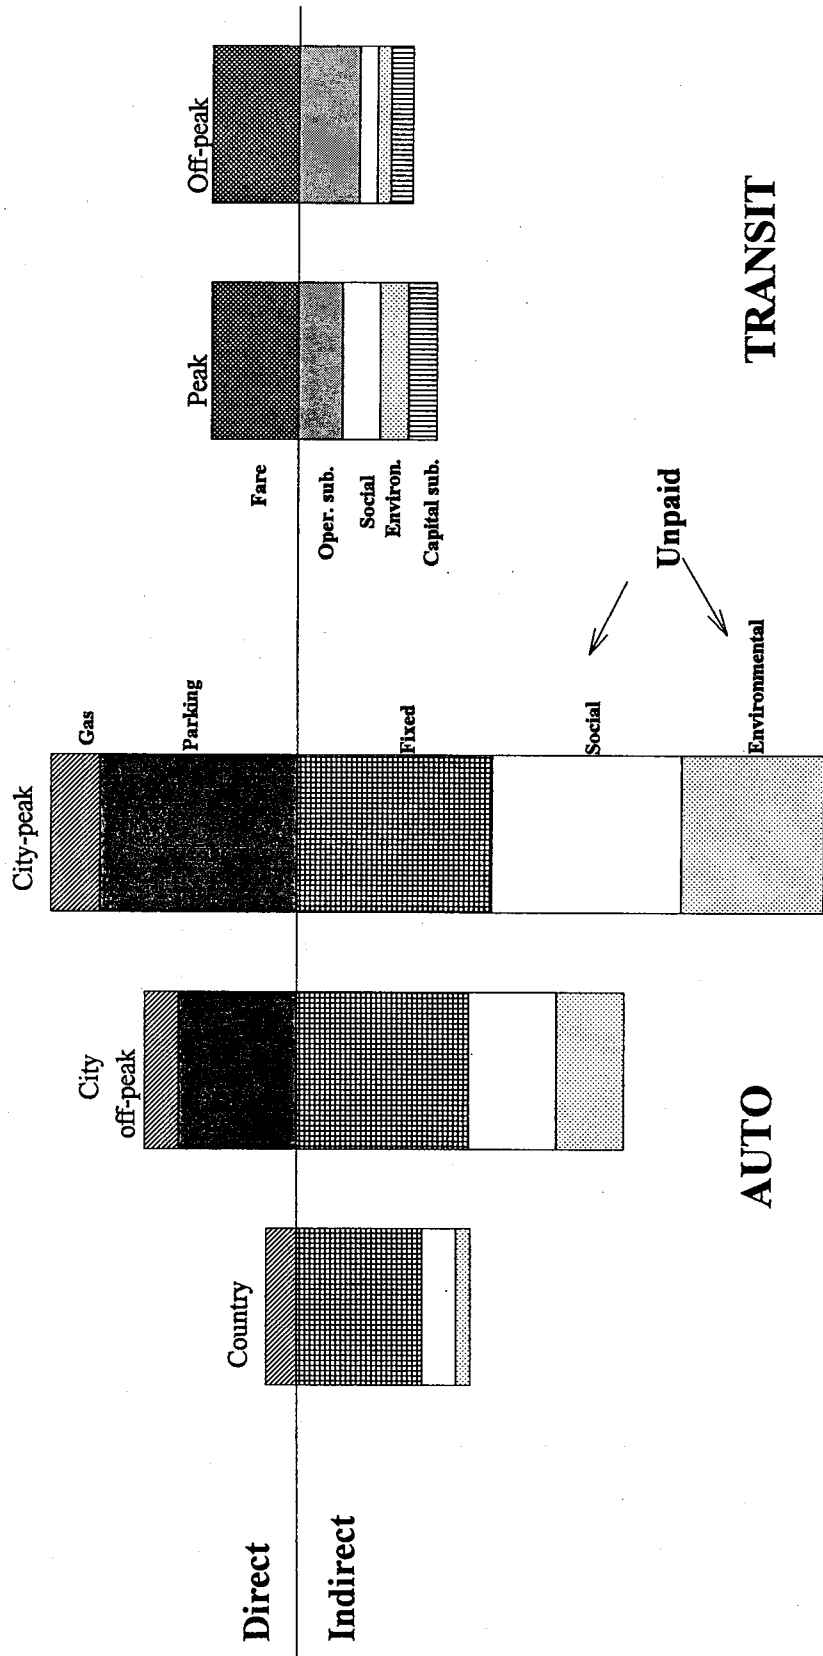 Direct
Indirect
Country
City
off-peak
City-peak
Gas
Parking
Fixed
Social
Environmental
Unpaid
AUTO
Peak
Off-peak
Fare
Oper. sub.
Social
Environ.
Capital sub.
TRANSIT